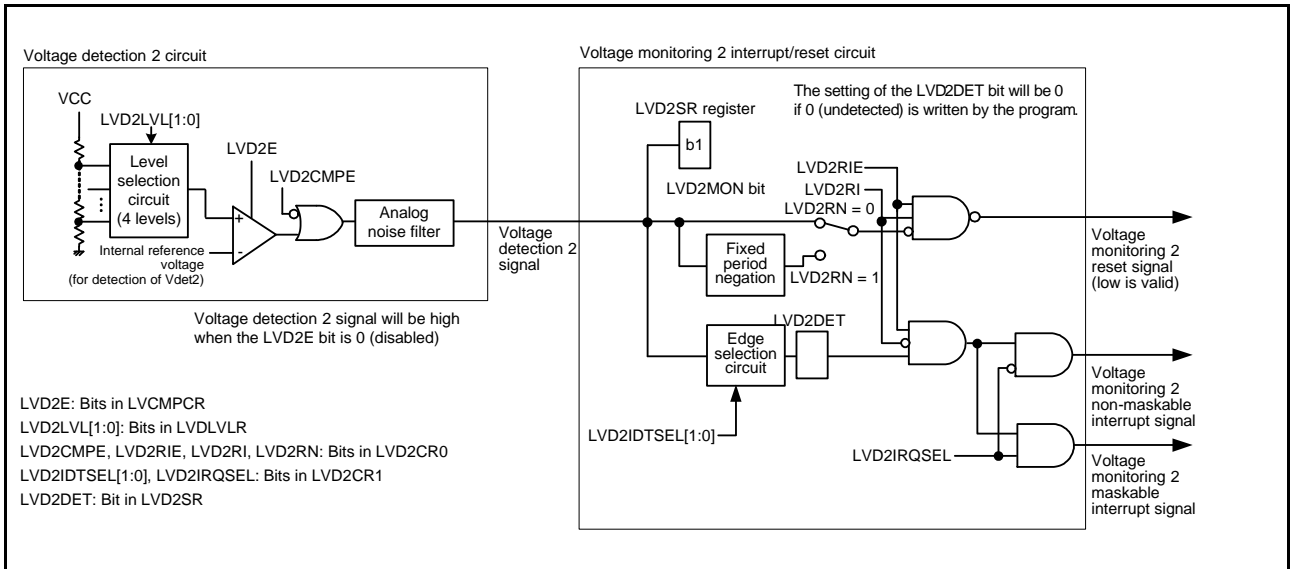 Voltage detection 2 circuit
VCC
LVD2LVL[1:0]
Level
selection
circuit
(4 levels)
Internal reference
voltage
(for detection of Vdet2)
LVD2E
LVD2CMPE
+
-
Analog
noise filter
Voltage detection 2 signal will be high
when the LVD2E bit is 0 (disabled)
Voltage
detection 2
signal
Voltage monitoring 2 interrupt/reset circuit
The setting of the LVD2DET bit will be 0
if 0 (undetected) is written by the program.
LVD2SR register
b1
LVD2MON bit
LVD2RIE
LVD2RI
LVD2RN = 0
Fixed
period
negation
LVD2RN = 1
LVD2DET
Edge
selection
circuit
LVD2IDTSEL[1:0]
LVD2IRQSEL
Voltage
monitoring 2
reset signal
(low is valid)
Voltage
monitoring 2
non-maskable
interrupt signal
Voltage
monitoring 2
maskable
interrupt signal
LVD2E: Bits in LVCMPCR
LVD2LVL[1:0]: Bits in LVDLVLR
LVD2CMPE, LVD2RIE, LVD2RI, LVD2RN: Bits in LVD2CR0
LVD2IDTSEL[1:0], LVD2IRQSEL: Bits in LVD2CR1
LVD2DET: Bit in LVD2SR